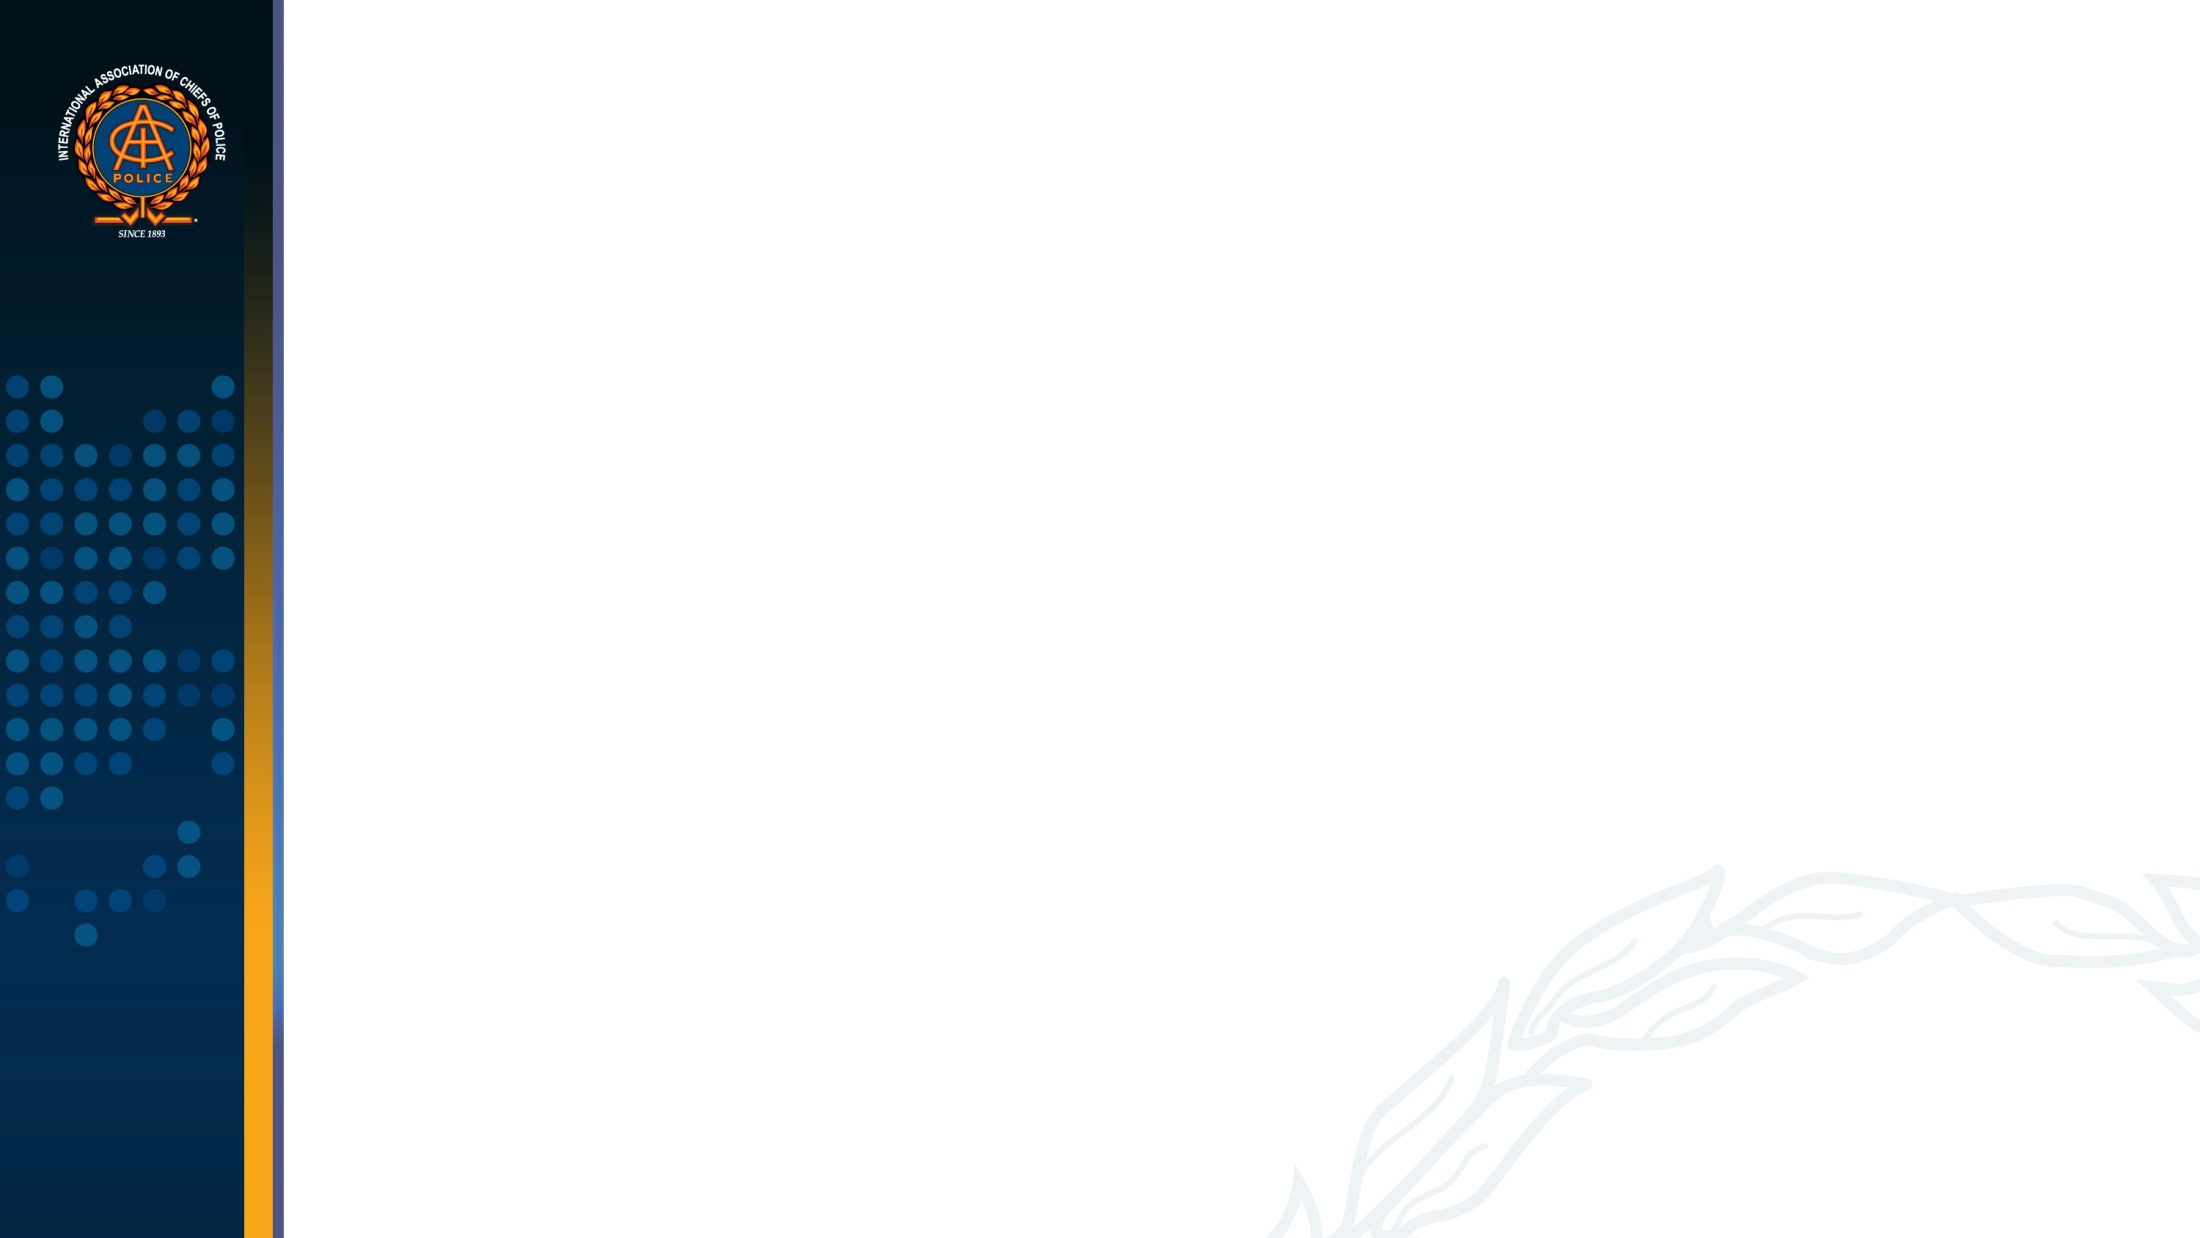 INTERNATIONAL ASSOCIATION OF CHIEFS OF POLICE
POLICE
SINCE 1893